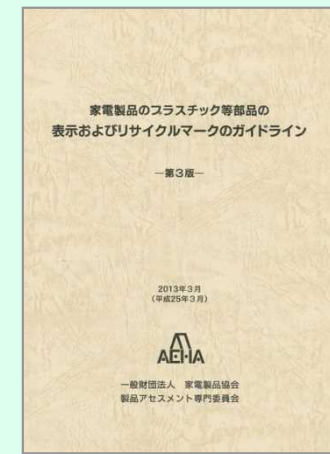 家電製品のプラスチック等部品の
表示およびリサイクルマークのガイドライン
―第3版―
2013年3月
(平成25年3月)
AEHA
一般財団法人 家電製品協会
製品アセスメント専門委員会